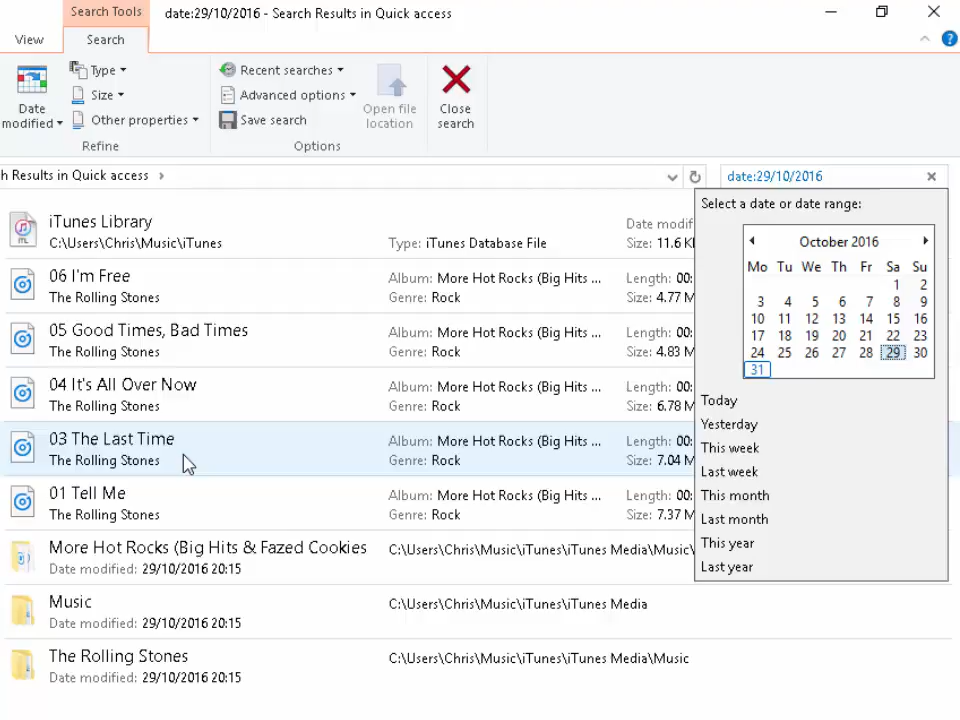 Search Tools date:29/10/2016 - Search Results in Quick access
View Search
Date modified
Type
Size
Other properties
Refine
Recent searches
Advanced options
Save search
Open file location
Options
Close search
h Results in Quick access
date:29/10/2016
iTunes Library
C:\Users\Chris\Music\iTunes
Type: iTunes Database File
Date modif
Size: 11.6 K
06 I'm Free
The Rolling Stones
Album: More Hot Rocks (Big Hits ...
Genre: Rock
Length: 00:
Size: 4.77 M
05 Good Times, Bad Times
The Rolling Stones
Album: More Hot Rocks (Big Hits ...
Genre: Rock
Length: 00:
Size: 4.83 M
04 It's All Over Now
The Rolling Stones
Album: More Hot Rocks (Big Hits ...
Genre: Rock
Length: 00:
Size: 6.78 M
03 The Last Time
The Rolling Stones
Album: More Hot Rocks (Big Hits ...
Genre: Rock
Length: 00:
Size: 7.04 M
01 Tell Me
The Rolling Stones
Album: More Hot Rocks (Big Hits ...
Genre: Rock
Length: 00:
Size: 7.37 M
More Hot Rocks (Big Hits & Fazed Cookies
Date modified: 29/10/2016 20:15
C:\Users\Chris\Music\iTunes\iTunes Media\Music\
Music
Date modified: 29/10/2016 20:15
C:\Users\Chris\Music\iTunes\iTunes Media
The Rolling Stones
Date modified: 29/10/2016 20:15
C:\Users\Chris\Music\iTunes\iTunes Media\Music
Select a date or date range:
October 2016
Mo Tu We Th Fr Sa Su
1 2
3 4 5 6 7 8 9
10 11 12 13 14 15 16
17 18 19 20 21 22 23
24 25 26 27 28 29 30
31
Today
Yesterday
This week
Last week
This month
Last month
This year
Last year